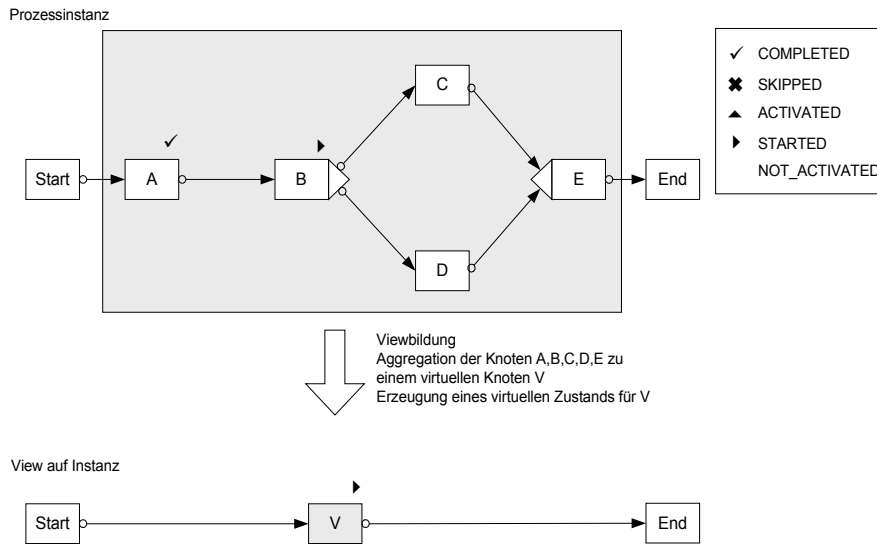 Prozessinstanz
COMPLETED
SKIPPED
ACTIVATED
STARTED
NOT_ACTIVATED
C
Start
A
B
E
End
D
Viewbildung
Aggregation der Knoten A,B,C,D,E zu
einem virtuellen Knoten V
Erzeugung eines virtuellen Zustands für V
View auf Instanz
Start
V
End